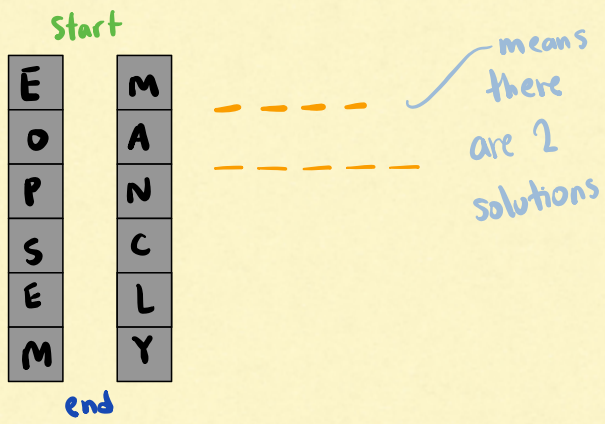 Start
E M
O A
P N
S C
E L
M Y
end
means
there
are 2
solutions